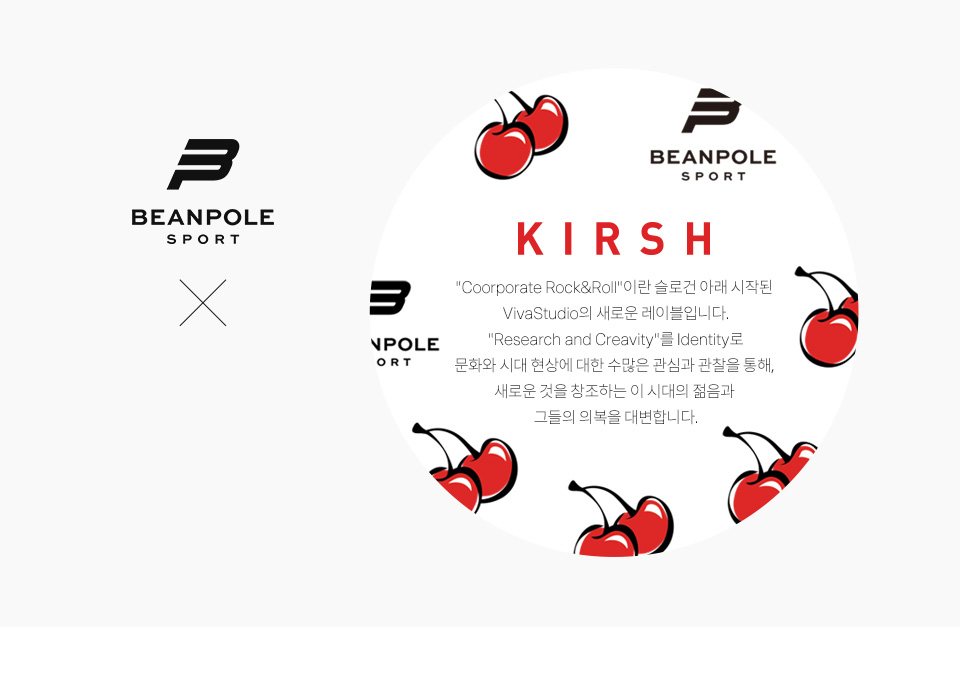 BEANPOLE
SPORT
BEANPOLE
SPORT
KIRSH
"Coorporate Rock&Roll"이란 슬로건 아래 시작된
VivaStudio의 새로운 레이블입니다.
"Research and Creavity"를 Identity로
문화와 시대 현상에 대한 수많은 관심과 관찰을 통해,
새로운 것을 창조하는 이 시대의 젊음과
그들의 의복을 대변합니다.
NPOLE
ORT